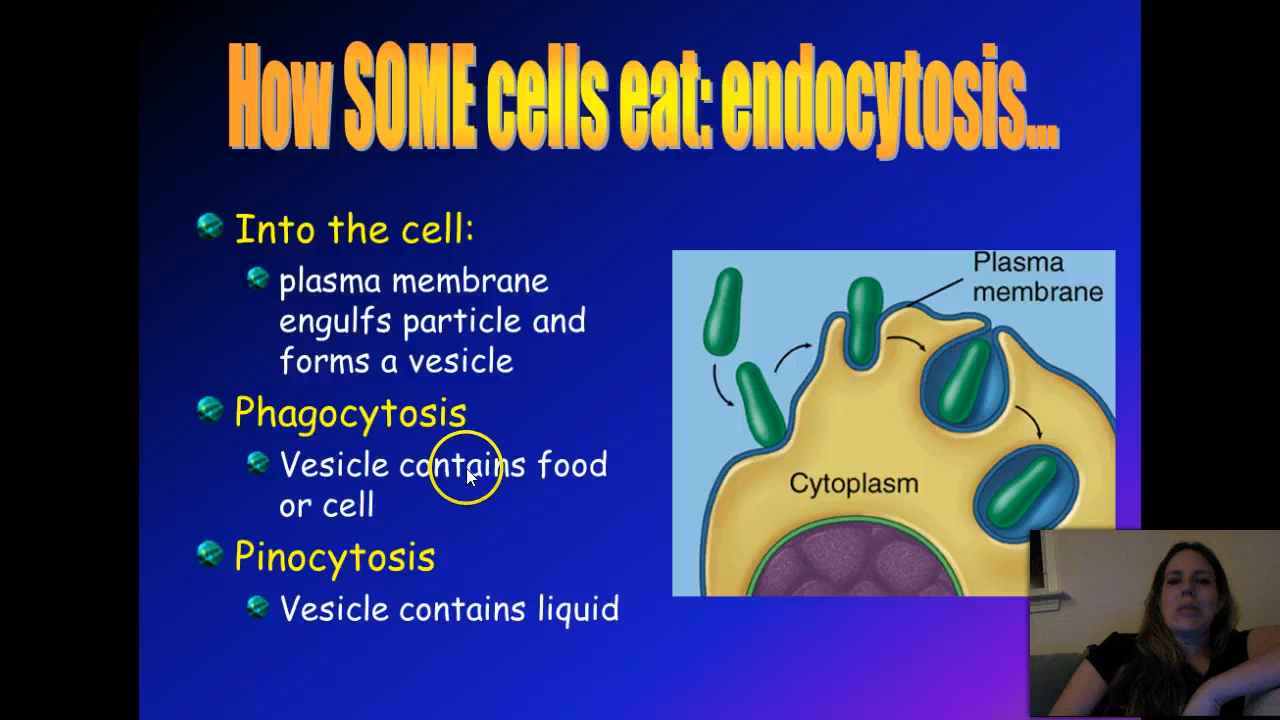 How SOME cells eat: endocytosis...
Into the cell:
plasma membrane
engulfs particle and
forms a vesicle
Phagocytosis
Vesicle contains food
or cell
Pinocytosis
Vesicle contains liquid
Plasma
membrane
Cytoplasm